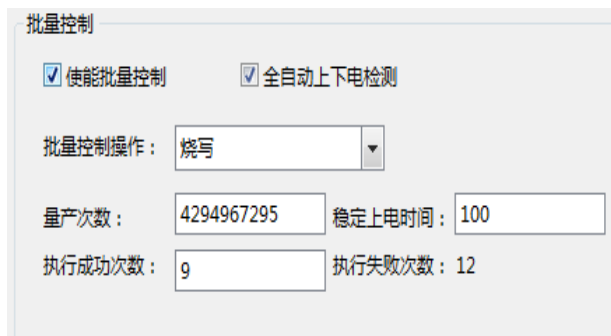 批量控制
使能批量控制 全自动上下电检测
批量控制操作： 烧写
量产次数： 4294967295 稳定上电时间： 100
执行成功次数： 9 执行失败次数： 12